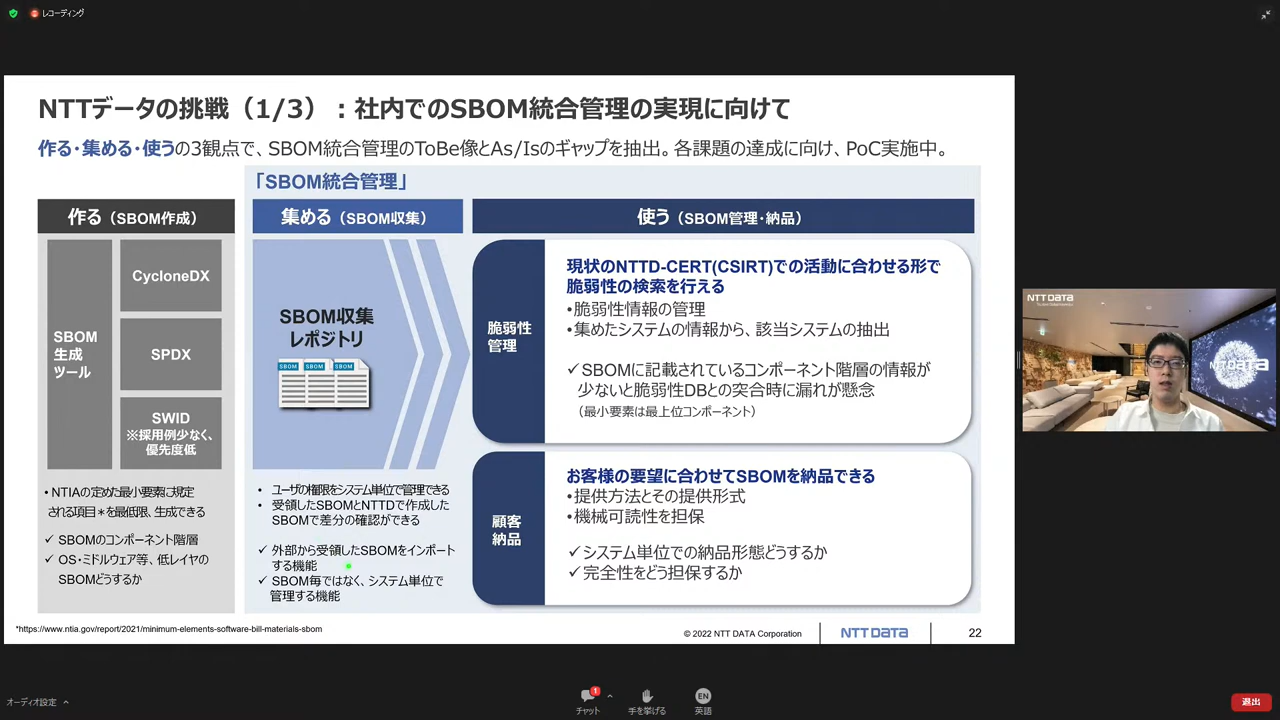 レコーディング
NTTデータの挑戦（1/3）：社内でのSBOM統合管理の実現に向けて
作る・集める・使うの3観点で、SBOM統合管理のToBe像とAs/Isのギャップを抽出。各課題の達成に向け、PoC実施中。
「SBOM統合管理」
作る（SBOM作成）
SBOM
生成
ツール
CycloneDX
SPDX
SWID
※採用例少なく、
優先度低
・NTIAの定めた最小要素に規定
される項目＊を最低限、生成できる
✓ SBOMのコンポーネント階層
✓ OS・ミドルウェア等、低レイヤの
SBOMどうするか
集める（SBOM収集）
SBOM収集
レポジトリ
SBOM SBOM SBOM
• ユーザの権限をシステム単位で管理できる
• 受領したSBOMとNTTDで作成した
SBOMで差分の確認ができる
✓ 外部から受領したSBOMをインポート
する機能
✓ SBOM毎ではなく、システム単位で
管理する機能
使う（SBOM管理・納品）
脆弱性
管理
現状のNTTD-CERT(CSIRT)での活動に合わせる形で
脆弱性の検索を行える
•脆弱性情報の管理
•集めたシステムの情報から、該当システムの抽出
✓SBOMに記載されているコンポーネント階層の情報が
少ないと脆弱性DBとの突合時に漏れが懸念
（最小要素は最上位コンポーネント）
顧客
納品
お客様の要望に合わせてSBOMを納品できる
•提供方法とその提供形式
•機械可読性を担保
✓システム単位での納品形態どうするか
✓完全性をどう担保するか
*https://www.ntia.gov/report/2021/minimum-elements-software-bill-materials-sbom
© 2022 NTT DATA Corporation
NTT DATA
22
NTT DATA
NTT DATA
オーディオ設定
1
チャット
手を挙げる
EN
英語
退出